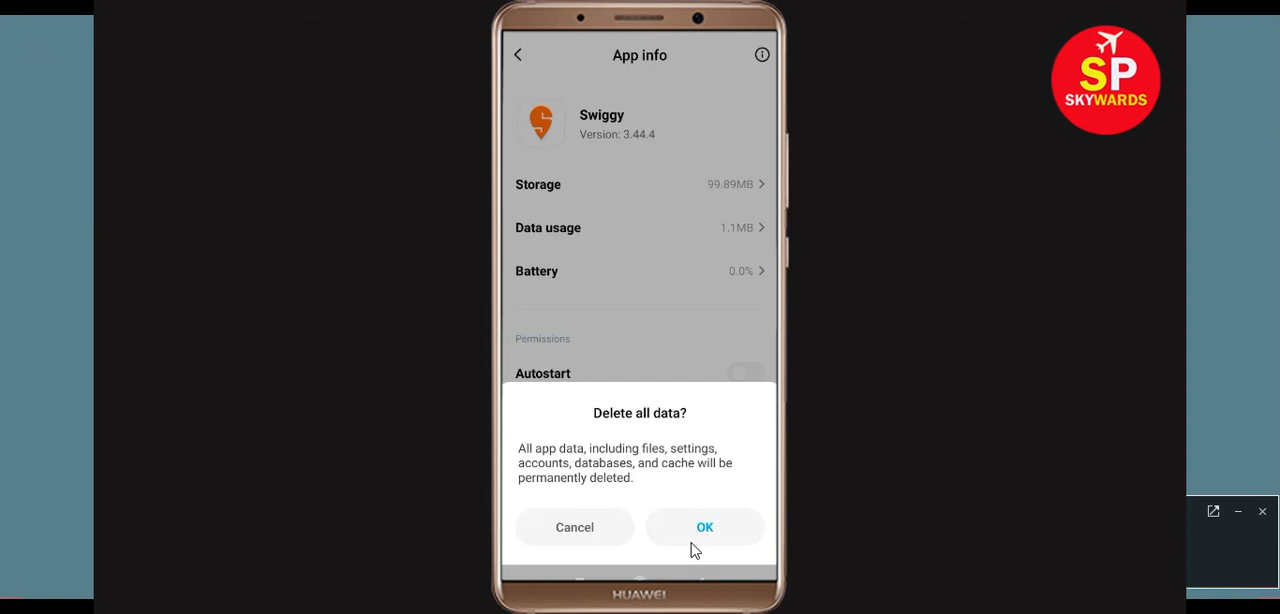 App info
SP
SKYWARDS
Swiggy
Version: 3.44.4
Storage 99.89MB
Data usage 1.1MB
Battery 0.0%
Permissions
Autostart
Delete all data?
All app data, including files, settings,
accounts, databases, and cache will be
permanently deleted.
Cancel OK
HUAWEI